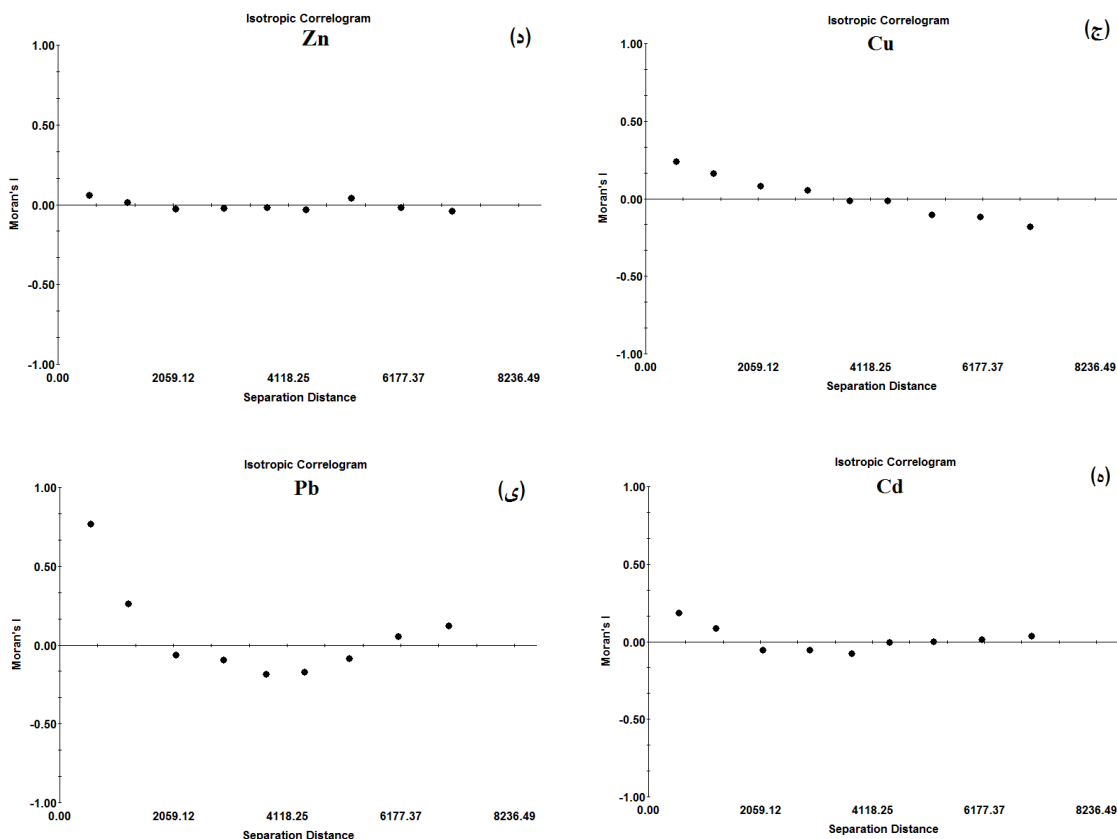 Isotropic Correlogram
Zn
(د)
1.00
0.50
0.00
-0.50
-1.00
Moran's I
0.00 2059.12 4118.25 6177.37 8236.49
Separation Distance
Isotropic Correlogram
Cu
(ج)
1.00
0.50
0.00
-0.50
-1.00
Moran's I
0.00 2059.12 4118.25 6177.37 8236.49
Separation Distance
Isotropic Correlogram
Pb
(ی)
1.00
0.50
0.00
-0.50
-1.00
Moran's I
0.00 2059.12 4118.25 6177.37 8236.49
Separation Distance
Isotropic Correlogram
Cd
(ه)
1.00
0.50
0.00
-0.50
-1.00
Moran's I
0.00 2059.12 4118.25 6177.37 8236.49
Separation Distance